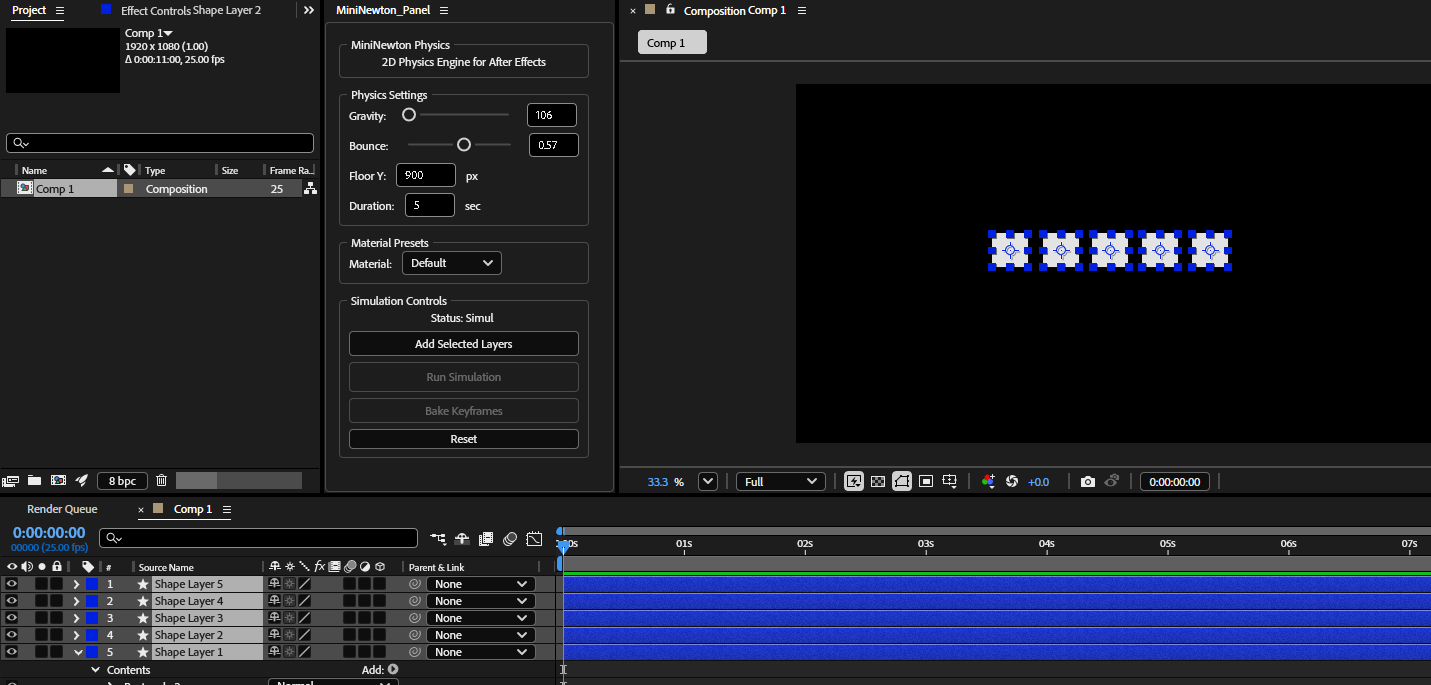 Project
Effect Controls Shape Layer 2
Comp 1
1920 x 1080 (1.00)
Δ 0:00:11:00, 25.00 fps
Name
Type
Size
Frame Ra..
Comp 1
Composition
25
8 bpc
MiniNewton_Panel
MiniNewton Physics
2D Physics Engine for After Effects
Physics Settings
Gravity: 106
Bounce: 0.57
Floor Y: 900 px
Duration: 5 sec
Material Presets
Material: Default
Simulation Controls
Status: Simul
Add Selected Layers
Run Simulation
Bake Keyframes
Reset
Composition Comp 1
Comp 1
33.3 %
Full
+0.0
0:00:00:00
Render Queue
Comp 1
0:00:00:00
00000 (25.00 fps)
01s 02s 03s 04s 05s 06s 07s
# Source Name
fx
Parent & Link
1 Shape Layer 5 None
2 Shape Layer 4 None
3 Shape Layer 3 None
4 Shape Layer 2 None
5 Shape Layer 1 None
Contents
Add: